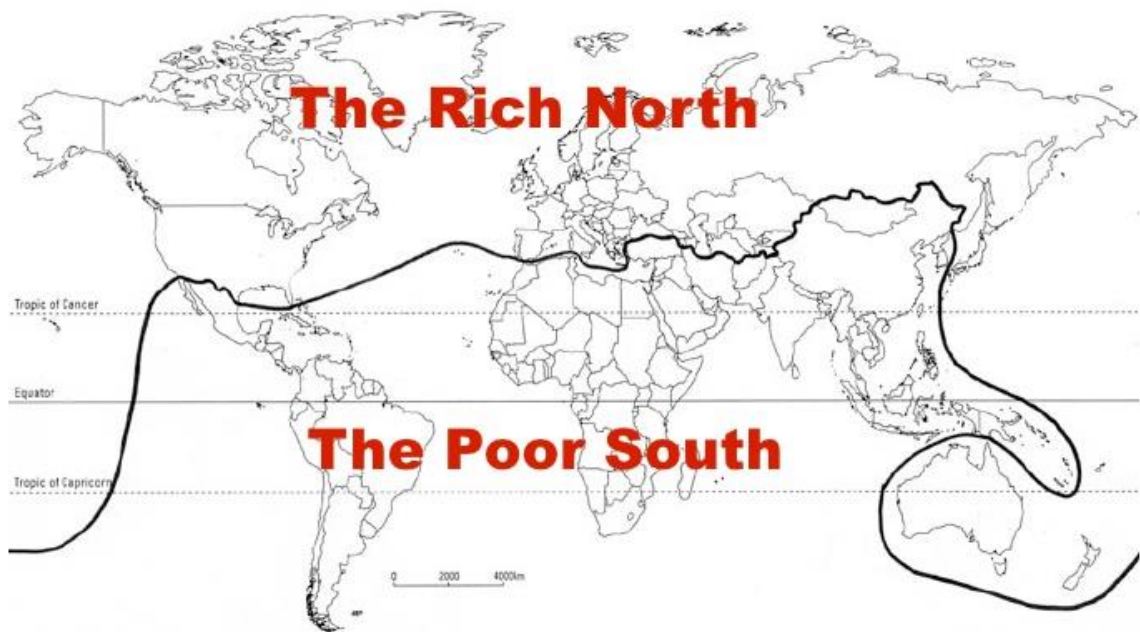 The Rich North
Tropic of Cancer
Equator
The Poor South
Tropic of Capricorn
0 2000 4000km